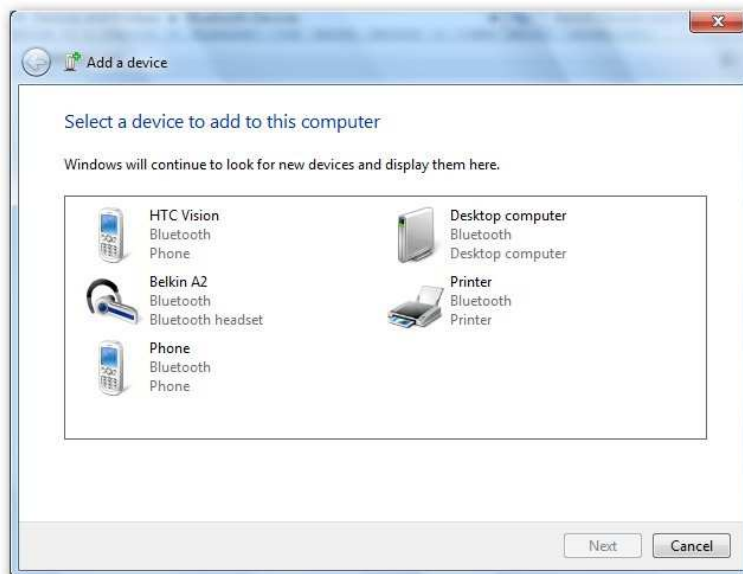 Add a device
Select a device to add to this computer
Windows will continue to look for new devices and display them here.
HTC Vision
Bluetooth
Phone
Belkin A2
Bluetooth
Bluetooth headset
Phone
Bluetooth
Phone
Desktop computer
Bluetooth
Desktop computer
Printer
Bluetooth
Printer
Next
Cancel